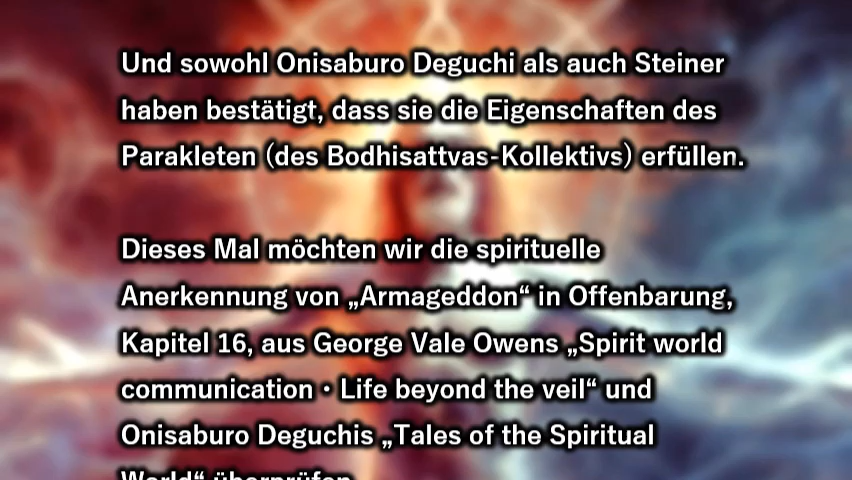 Und sowohl Onisaburo Deguchi als auch Steiner
haben bestätigt, dass sie die Eigenschaften des
Parakleten (des Bodhisattvas-Kollektivs) erfüllen.
Dieses Mal möchten wir die spirituelle
Anerkennung von „Armageddon“ in Offenbarung,
Kapitel 16, aus George Vale Owens „Spirit world
communication・Life beyond the veil“ und
Onisaburo Deguchis „Tales of the Spiritual
World“ überprüfen